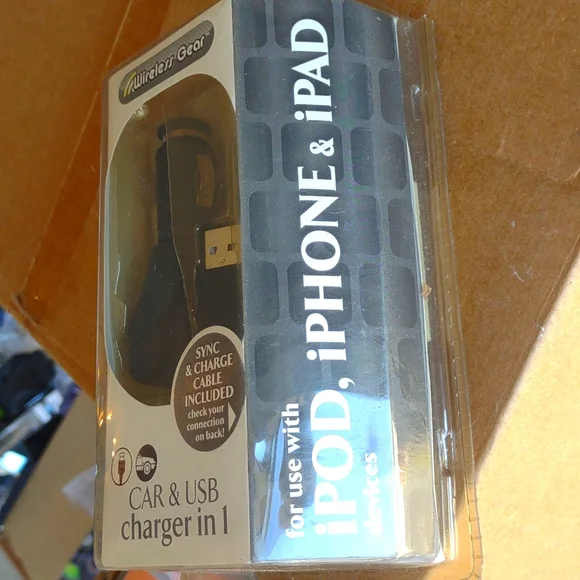 Wireless Gear™
SYNC
& CHARGE
CABLE
INCLUDED
check your
connection
on back!
CAR & USB
charger in 1
for use with
iPOD, iPHONE & iPAD
devices